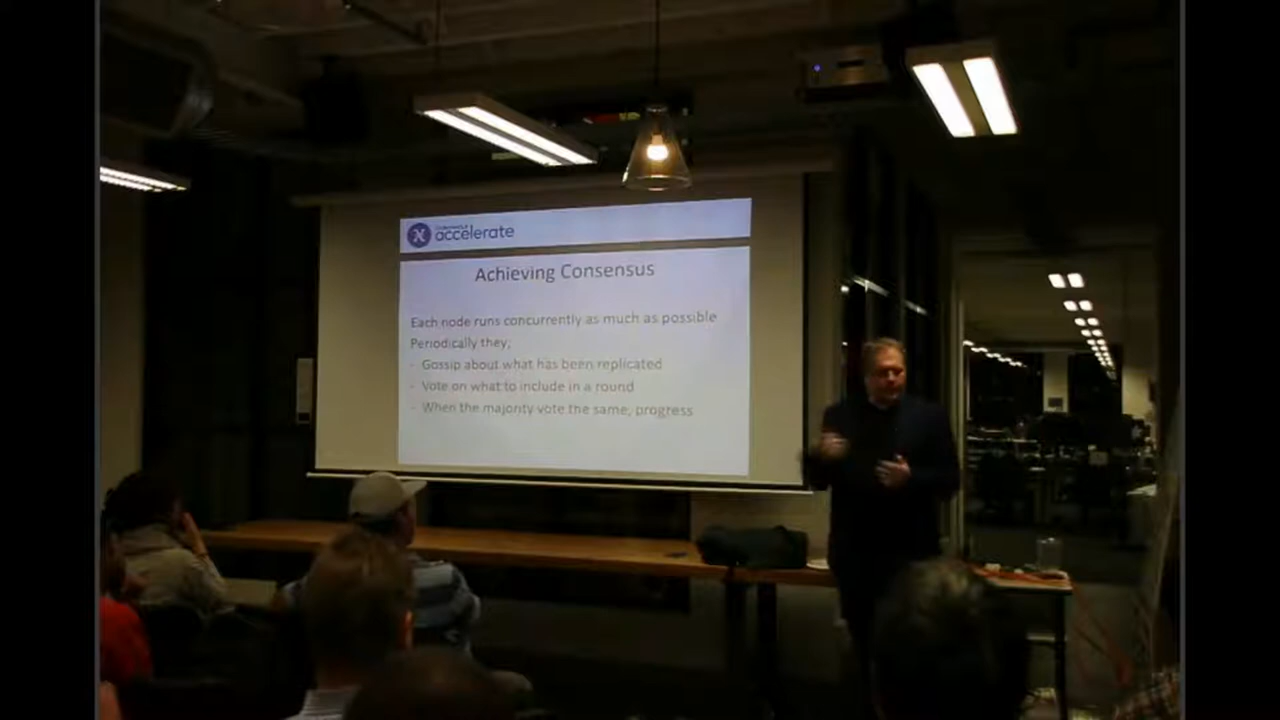 accelerate
Achieving Consensus
Each node runs concurrently as much as possible
Periodically they;
- Gossip about what has been replicated
- Vote on what to include in a round
- When the majority vote the same, progress